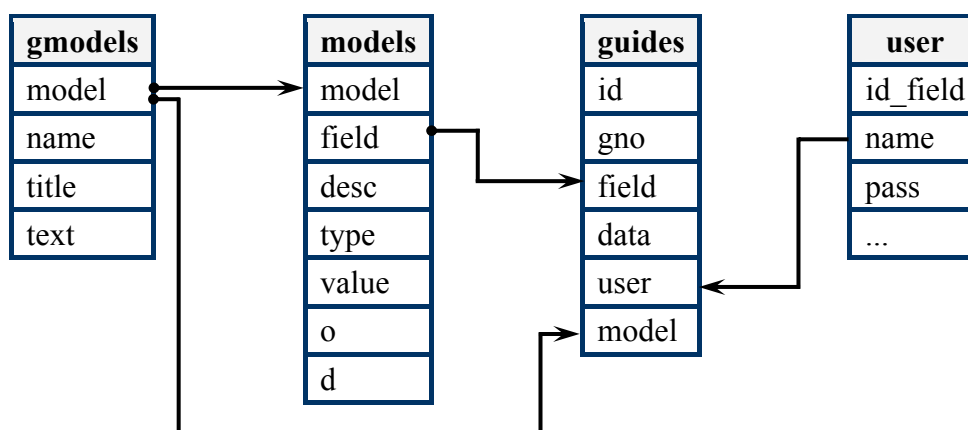 gmodels
model
name
title
text
models
model
field
desc
type
value
o
d
guides
id
gno
field
data
user
model
user
id_field
name
pass
...